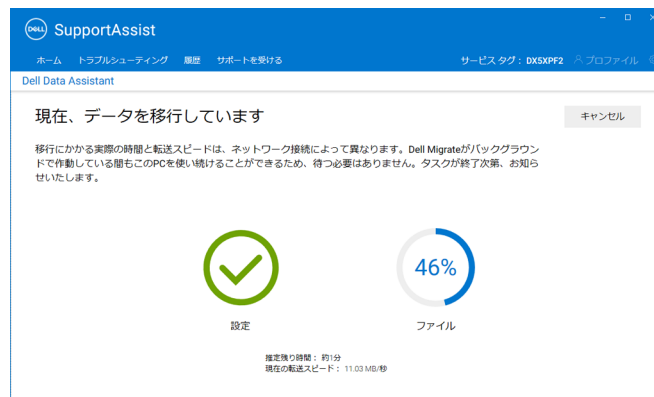 DELL SupportAssist
ホーム トラブルシューティング 履歴 サポートを受ける サービス タグ： DX5XPF2 プロファイル
Dell Data Assistant
現在、データを移行しています キャンセル
移行にかかる実際の時間と転送スピードは、ネットワーク接続によって異なります。Dell Migrateがバックグラウン
ドで作動している間もこのPCを使い続けることができるため、待つ必要はありません。タスクが終了次第、お知ら
せいたします。
46%
設定 ファイル
推定残り時間： 約1分
現在の転送スピード： 11.03 MB/秒